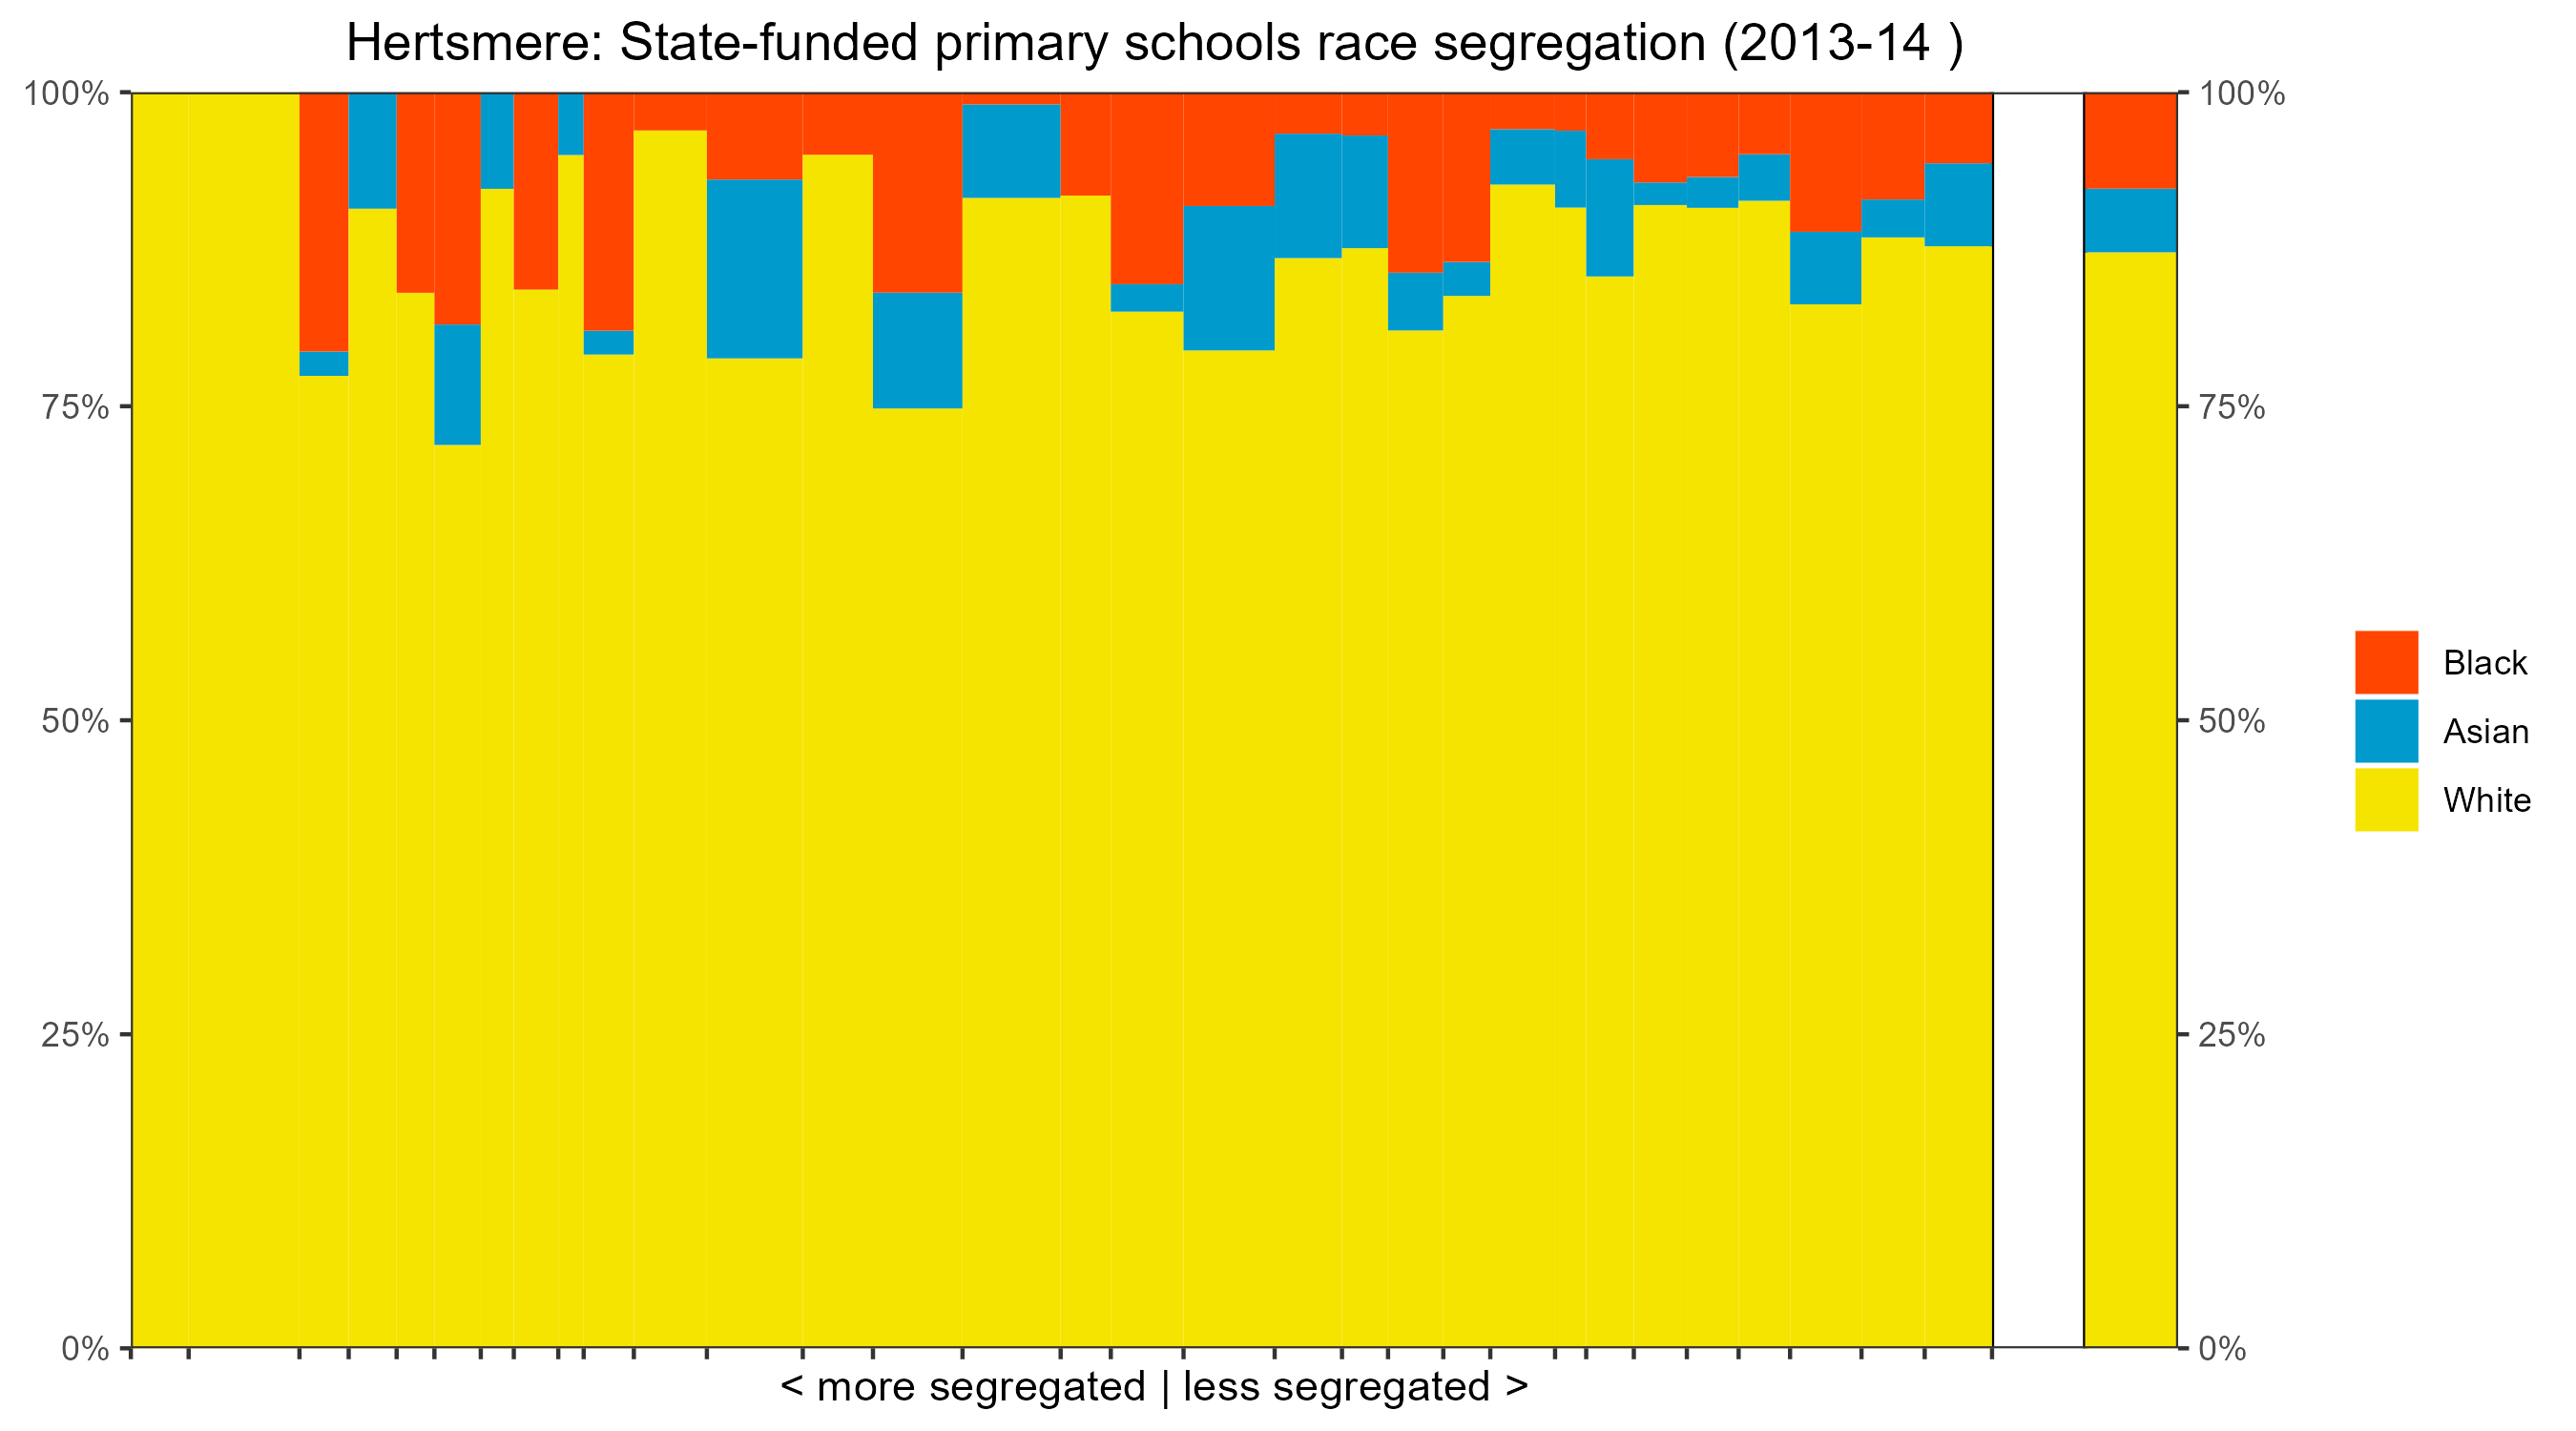 Hertsmere: State-funded primary schools race segregation (2013-14 )
100%
75%
50%
25%
0%
100%
75%
50%
25%
0%
Black
Asian
White
< more segregated | less segregated >